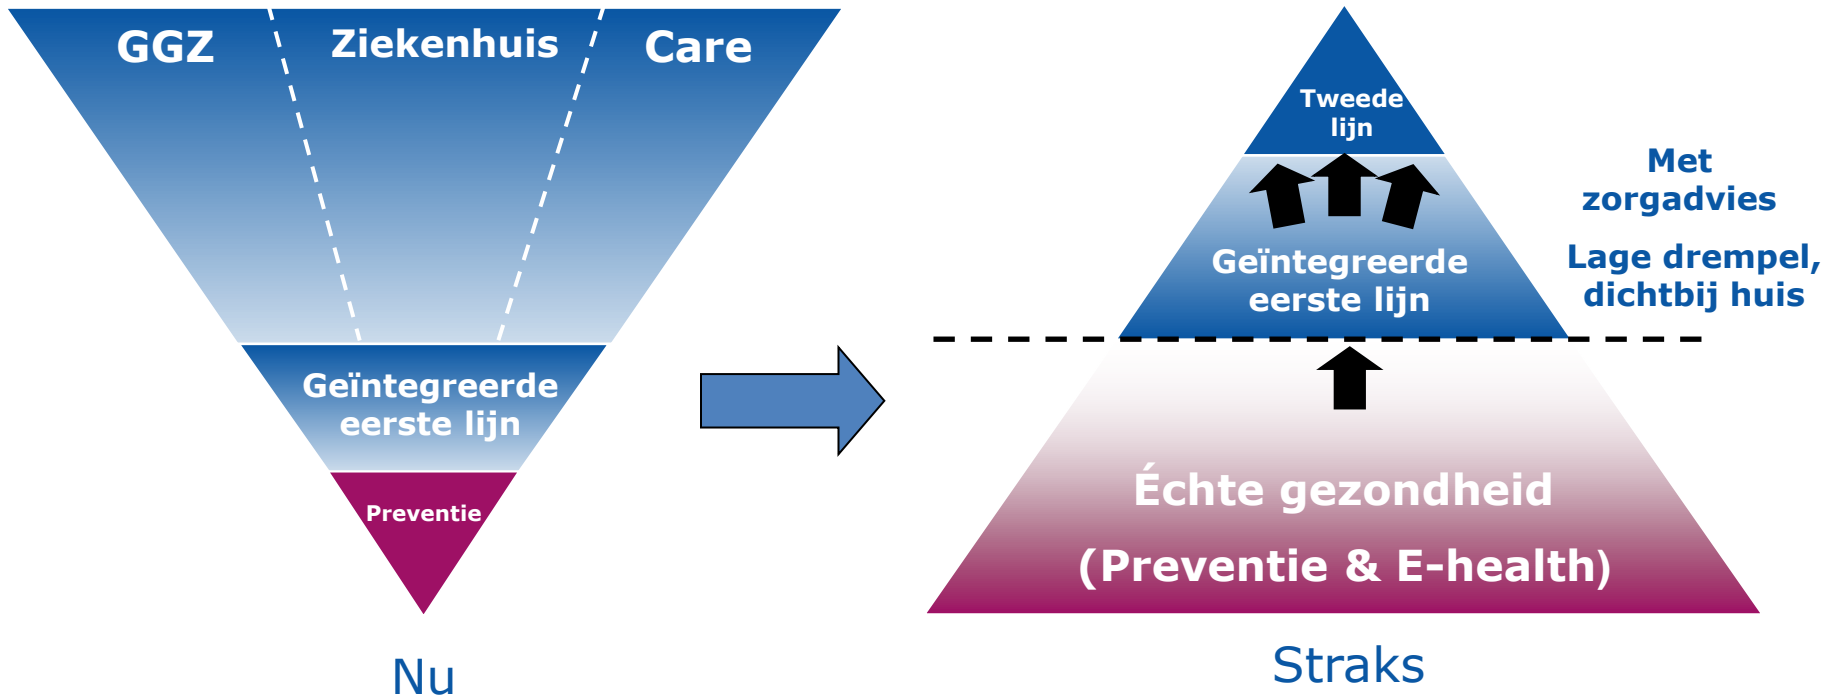 GGZ
Ziekenhuis
Care
Geïntegreerde
eerste lijn
Preventie
Nu
Tweede
lijn
Geïntegreerde
eerste lijn
Met
zorgadvies
Lage drempel,
dichtbij huis
Échte gezondheid
(Preventie & E-health)
Straks